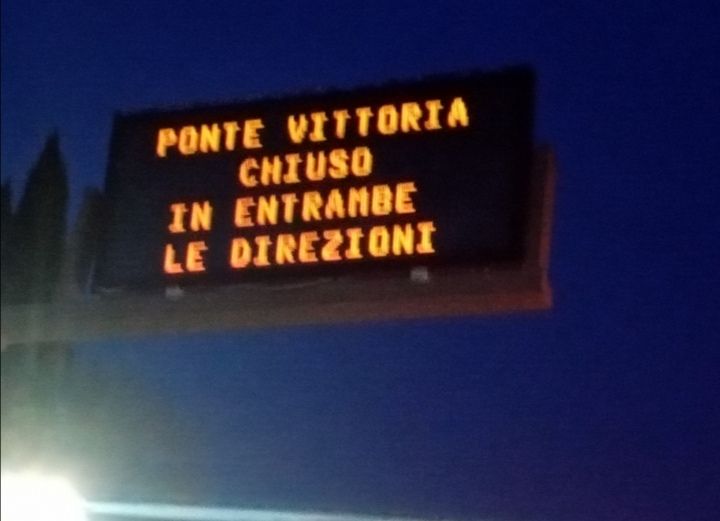 PONTE VITTORIA
CHIUSO
IN ENTRAMBE
LE DIREZIONI